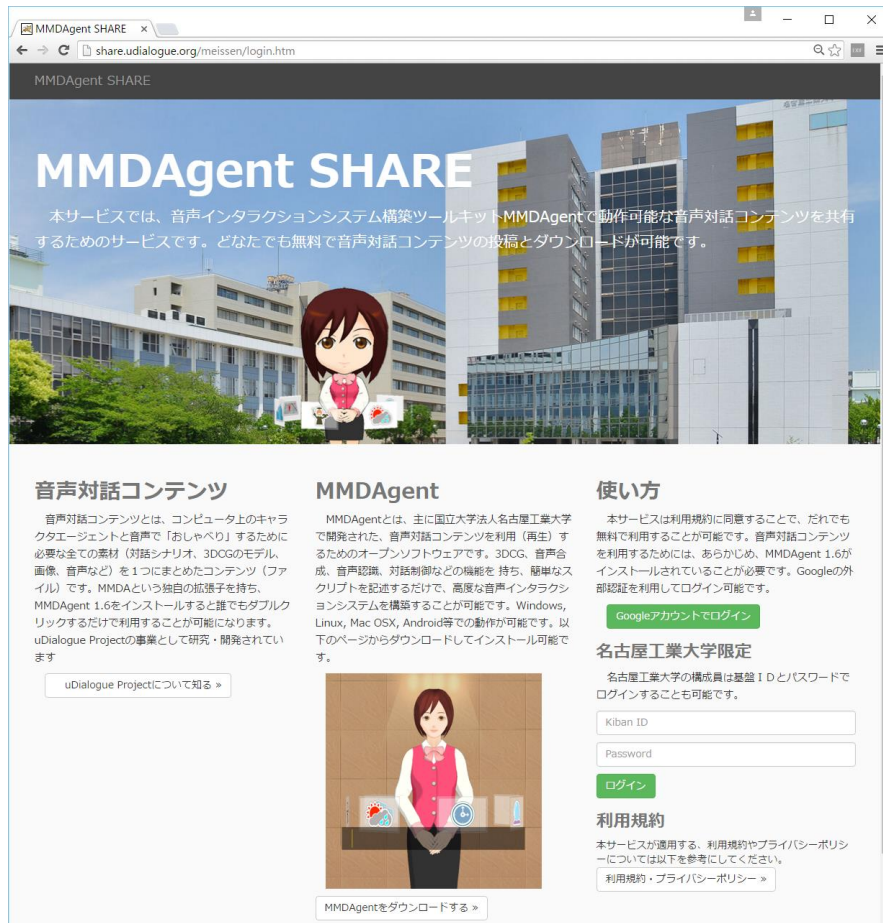 MMDAgent SHARE
share.udialogue.org/meissen/login.htm
MMDAgent SHARE
MMDAgent SHARE
本サービスでは、音声インタラクションシステム構築ツールキットMMDAgentで動作可能な音声対話コンテンツを共有
するためのサービスです。どなたでも無料で音声対話コンテンツの投稿とダウンロードが可能です。
音声対話コンテンツ
音声対話コンテンツとは、コンピュータ上のキャラ
クタエージェントと音声で「おしゃべり」するために
必要な全ての素材（対話シナリオ、3DCGのモデル、
画像、音声など）を１つにまとめたコンテンツ（ファ
イル）です。MMDAという独自の拡張子を持ち、
MMDAgent 1.6をインストールすると誰でもダブルク
リックするだけで利用することが可能になります。
uDialogue Projectの事業として研究・開発されてい
ます
uDialogue Projectについて知る »
MMDAgent
MMDAgentとは、主に国立大学法人名古屋工業大学
で開発された、音声対話コンテンツを利用（再生）す
るためのオープンソフトウェアです。3DCG、音声合
成、音声認識、対話制御などの機能を 持ち、簡単なス
クリプトを記述するだけで、高度な音声インタラクシ
ョンシステムを構築することが可能です。Windows,
Linux, Mac OSX, Android等での動作が可能です。以
下のページからダウンロードしてインストール可能で
す。
MMDAgentをダウンロードする »
使い方
本サービスは利用規約に同意することで、だれでも
無料で利用することが可能です。音声対話コンテンツ
を利用するためには、あらかじめ、MMDAgent 1.6が
インストールされていることが必要です。Googleの外
部認証を利用してログイン可能です。
Googleアカウントでログイン
名古屋工業大学限定
名古屋工業大学の構成員は基盤ＩＤとパスワードで
ログインすることも可能です。
Kiban ID
Password
ログイン
利用規約
本サービスが適用する、利用規約やプライバシーポリシ
ーについては以下を参考にしてください。
利用規約・プライバシーポリシー »